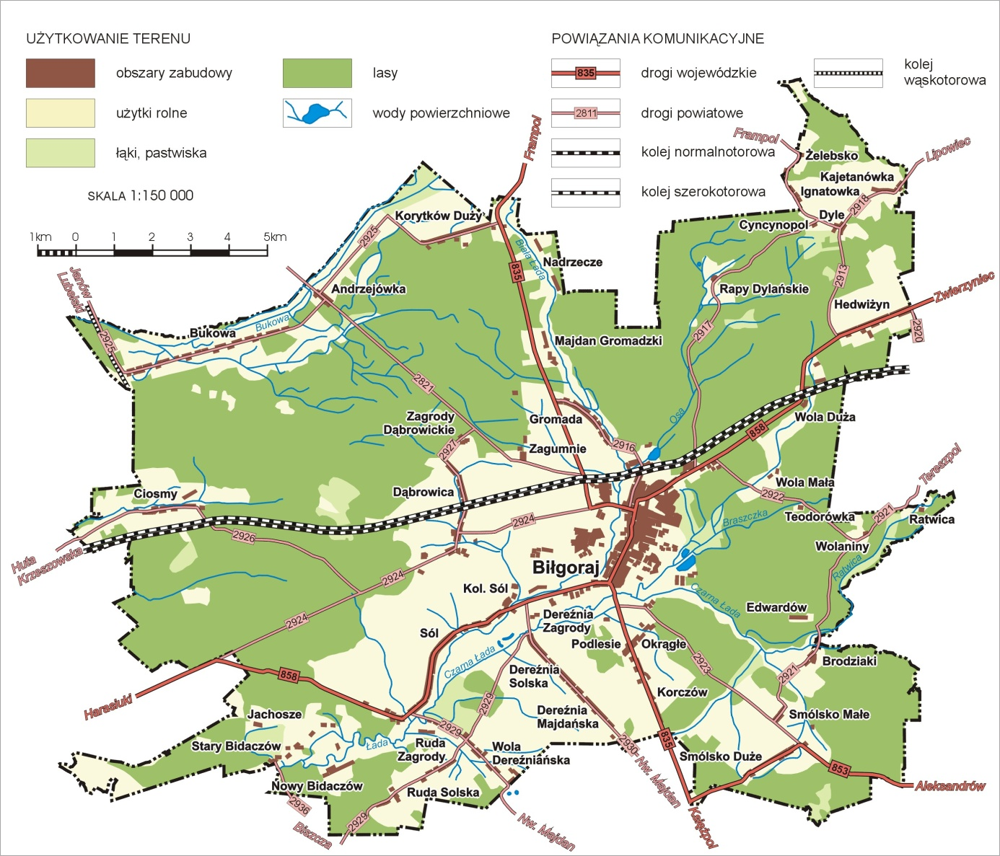 UŻYTKOWANIE TERENU
obszary zabudowy
użytki rolne
łąki, pastwiska
lasy
wody powierzchniowe
SKALA 1:150 000
1km 0 1 2 3 4 5km
POWIĄZANIA KOMUNIKACYJNE
835 drogi wojewódzkie
2811 drogi powiatowe
kolej normalnotorowa
kolej szerokotorowa
kolej
wąskotorowa
Frampol
Frampol
Lipowiec
Żelebsko
Kajetanówka
Ignatowka
2918
Dyle
Cyncynopol
Korytków Duży
2925
Biała Łada
Nadrzecze
835
2913
Zwierzyniec
Janów
Lubelski
Andrzejówka
Rapy Dylańskie
Hedwiżyn
2920
Bukowa
Bukowa
2925
Majdan Gromadzki
2917
2821
Zagrody
Dąbrowickie
Gromada
Osa
Wola Duża
858
2927
Zagumnie
2916
Tereszpol
Ciosmy
Dąbrowica
Wola Mała
2922
2924
Braszczka
Teodorówka
2921
Ratwica
2926
Wolaniny
Huta
Krzeszowska
Biłgoraj
Ratwica
2924
Kol. Sól
Czarna Łada
Edwardów
2924
Dereźnia
Zagrody
Sól
Podlesie
Okrągłe
Czarna Łada
2923
Brodziaki
858
Dereźnia
Solska
2921
Harasiuki
Korczów
2929
Jachosze
Dereźnia
Majdańska
Smólsko Małe
2929
Stary Bidaczów
Łada
Ruda
Zagrody
Wola
Dereźniańska
2930
835
Smólsko Duże
853
Nw. Majdan
Aleksandrów
Nowy Bidaczów
Ruda Solska
2936
2929
Biszcza
Nw. Majdan
Księżpol